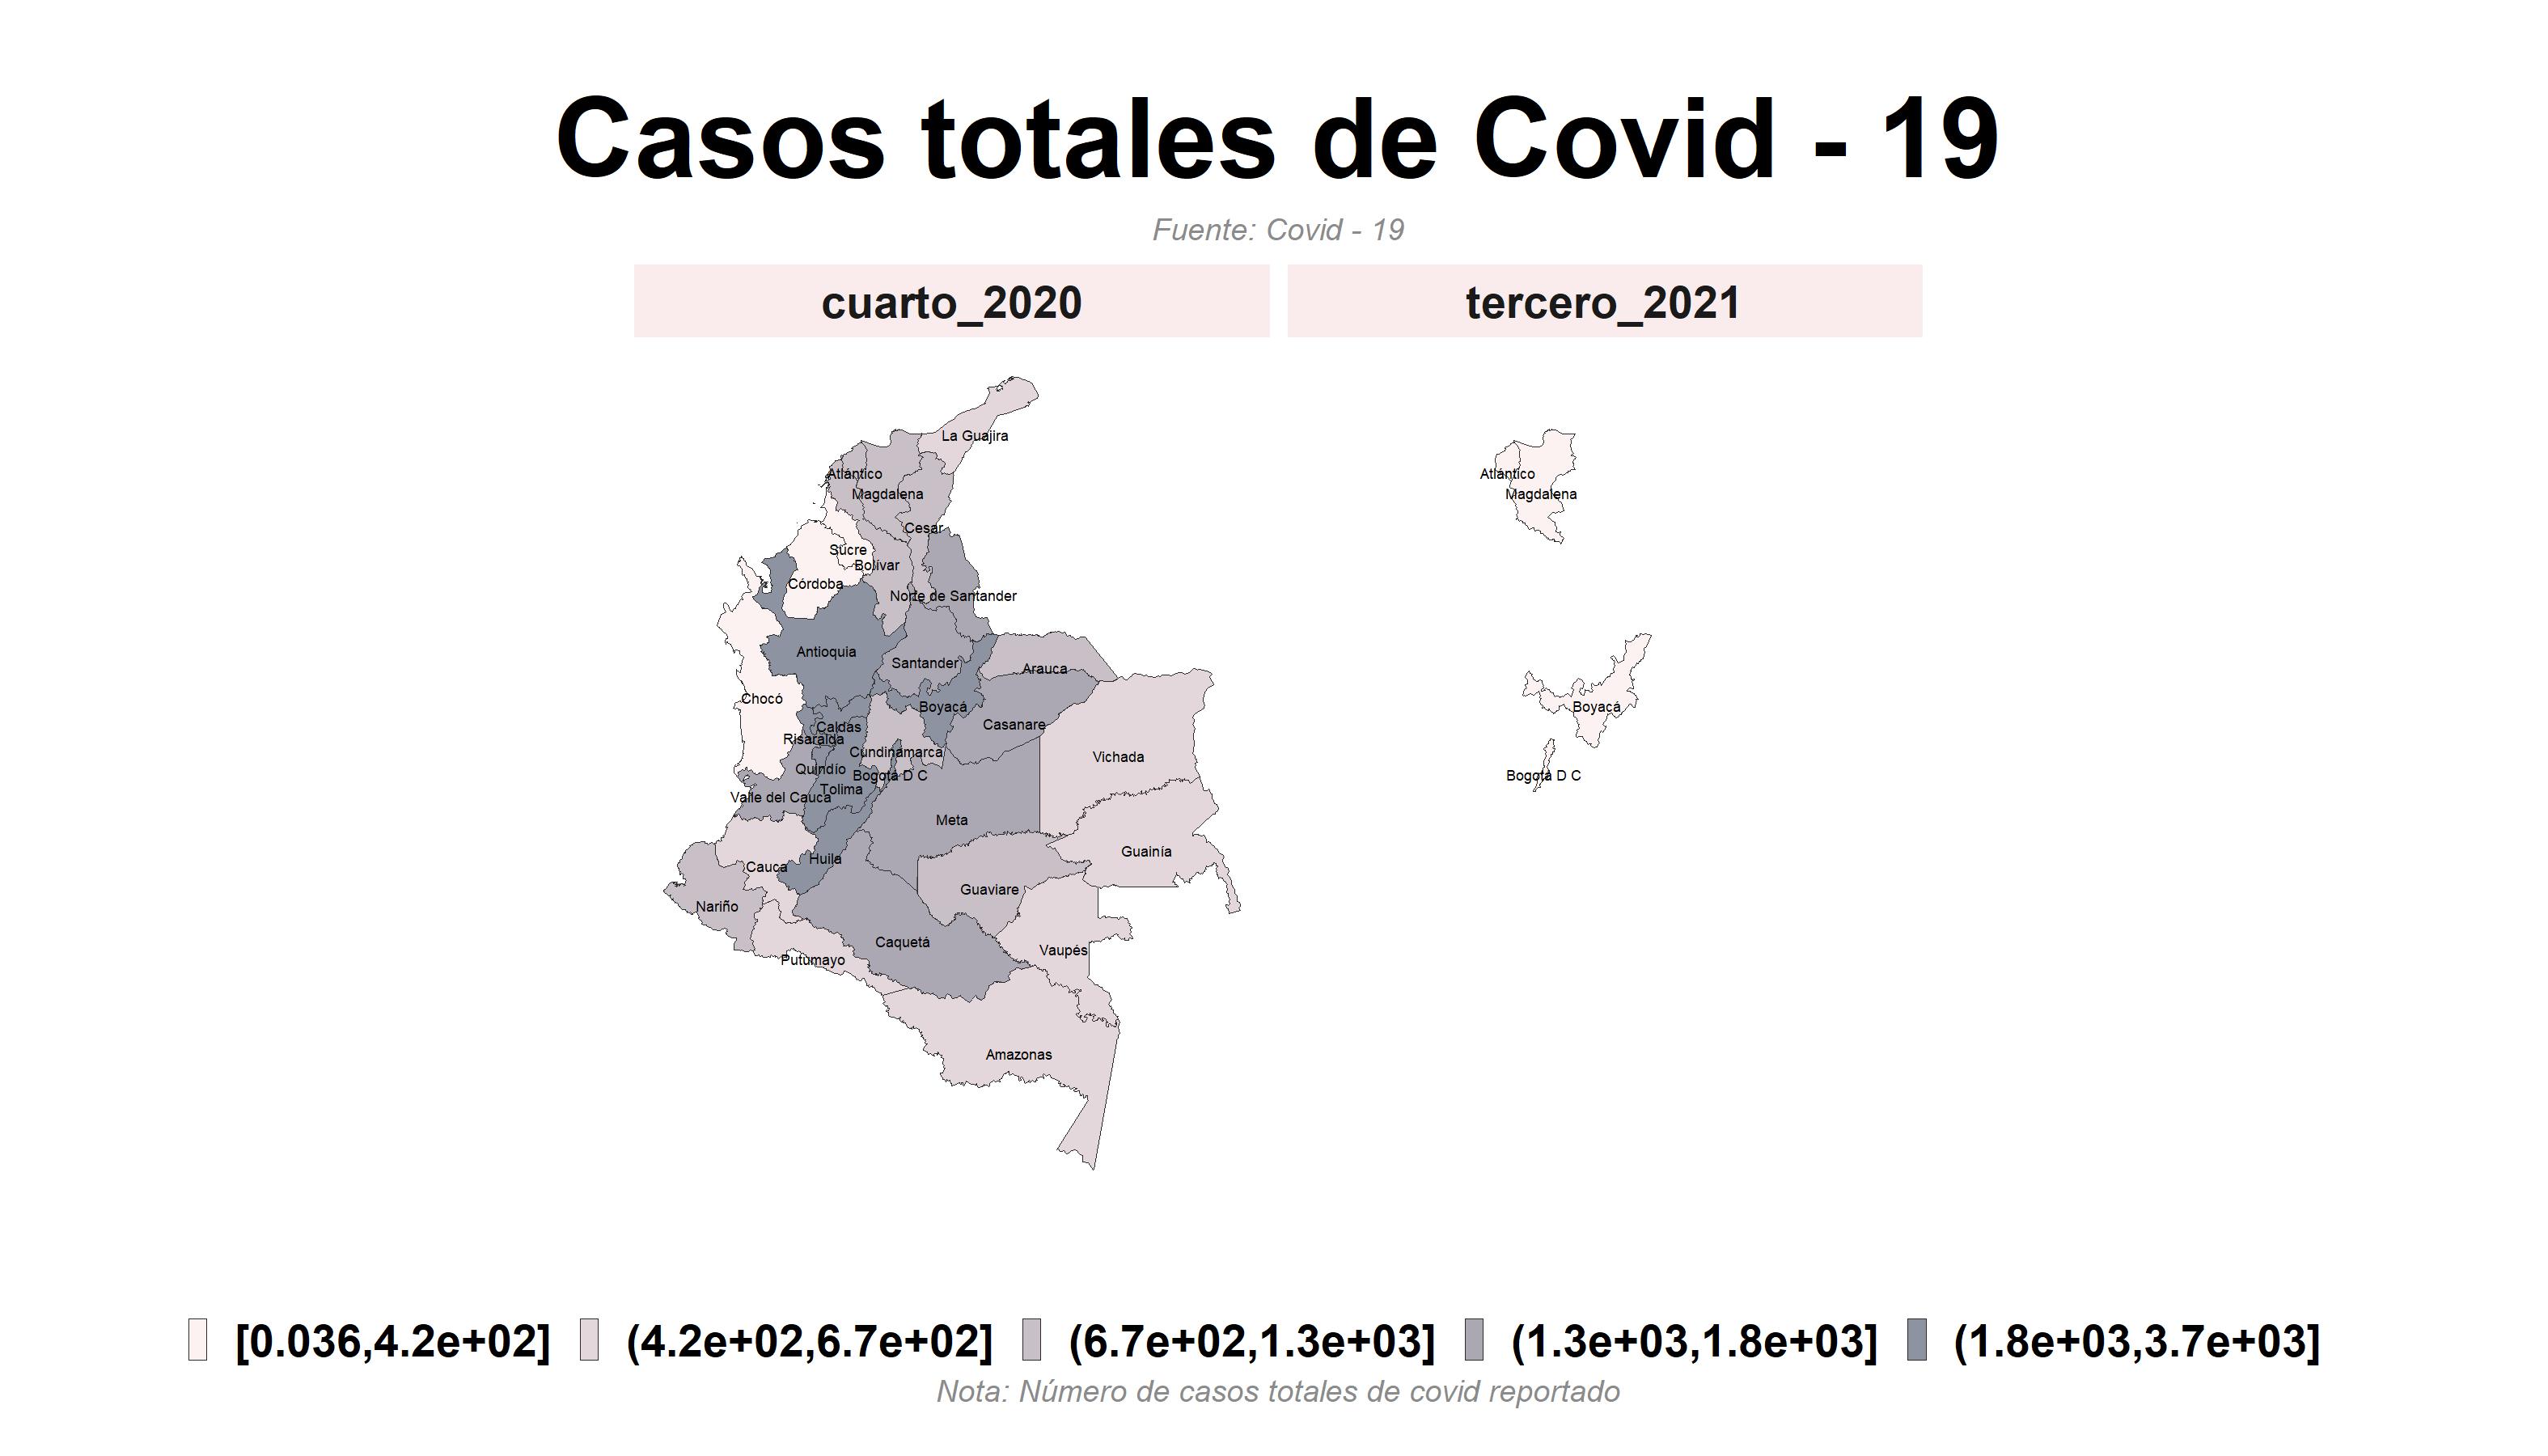 Casos totales de Covid - 19
Fuente: Covid - 19
cuarto_2020
tercero_2021
La Guajira
Atlántico
Magdalena
Cesar
Sucre
Bolívar
Córdoba
Norte de Santander
Antioquia
Santander
Arauca
Chocó
Boyacá
Caldas
Casanare
Risaralda
Cundinamarca
Vichada
Quindío
Bogotá D C
Tolima
Valle del Cauca
Meta
Guainía
Huila
Cauca
Guaviare
Nariño
Caquetá
Vaupés
Putumayo
Amazonas
Atlántico
Magdalena
Boyacá
Bogotá D C
[0.036,4.2e+02] (4.2e+02,6.7e+02] (6.7e+02,1.3e+03] (1.3e+03,1.8e+03] (1.8e+03,3.7e+03]
Nota: Número de casos totales de covid reportado